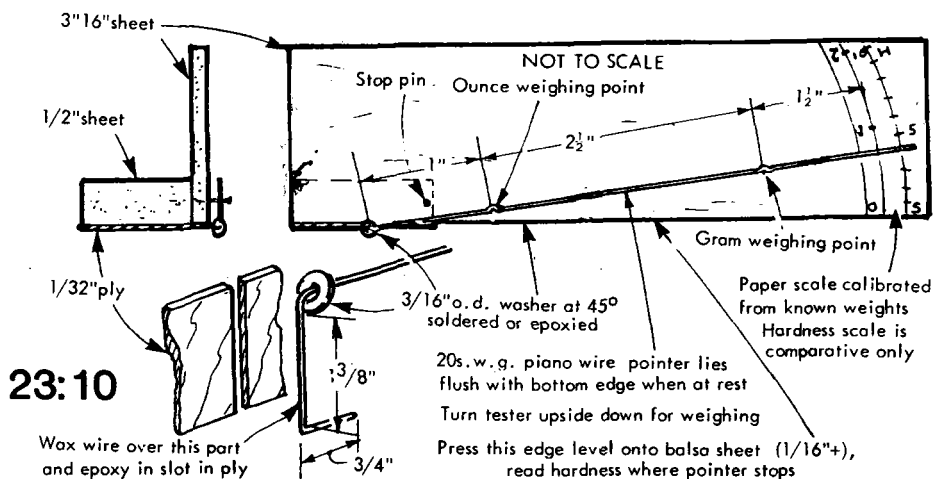 3"16"sheet
1/2"sheet
1/32"ply
NOT TO SCALE
Stop pin
Ounce weighing point
1"
2½"
1½"
Gram weighing point
Paper scale calibrated
from known weights
Hardness scale is
comparative only
3/16"o.d. washer at 45°
soldered or epoxied
3/8"
3/4"
20s.w.g. piano wire pointer lies
flush with bottom edge when at rest
Turn tester upside down for weighing
Press this edge level onto balsa sheet (1/16"+),
read hardness where pointer stops
23:10
Wax wire over this part
and epoxy in slot in ply
H
S
S
0